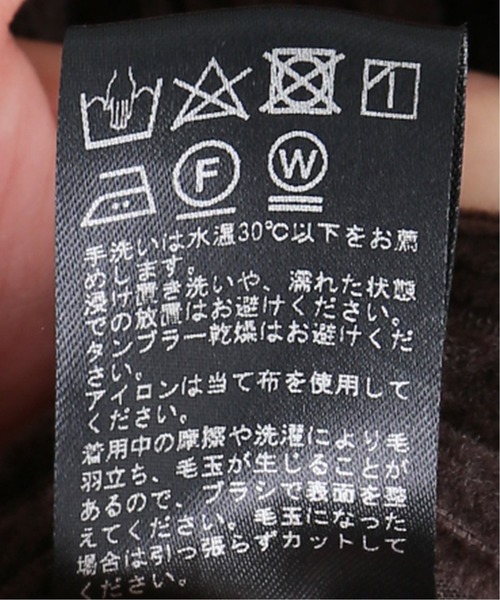 F W
手洗いは水温30℃以下をお薦
めします。
浸け置き洗いや、濡れた状態
での放置はお避けください。
タンブラー乾燥はお避けくだ
さい。
アイロンは当て布を使用して
ください。
着用中の摩擦や洗濯により毛
羽立ち、毛玉が生じることが
あるので、ブラシで表面を整
えてください。毛玉になった
場合は引っ張らずカットして
ください。